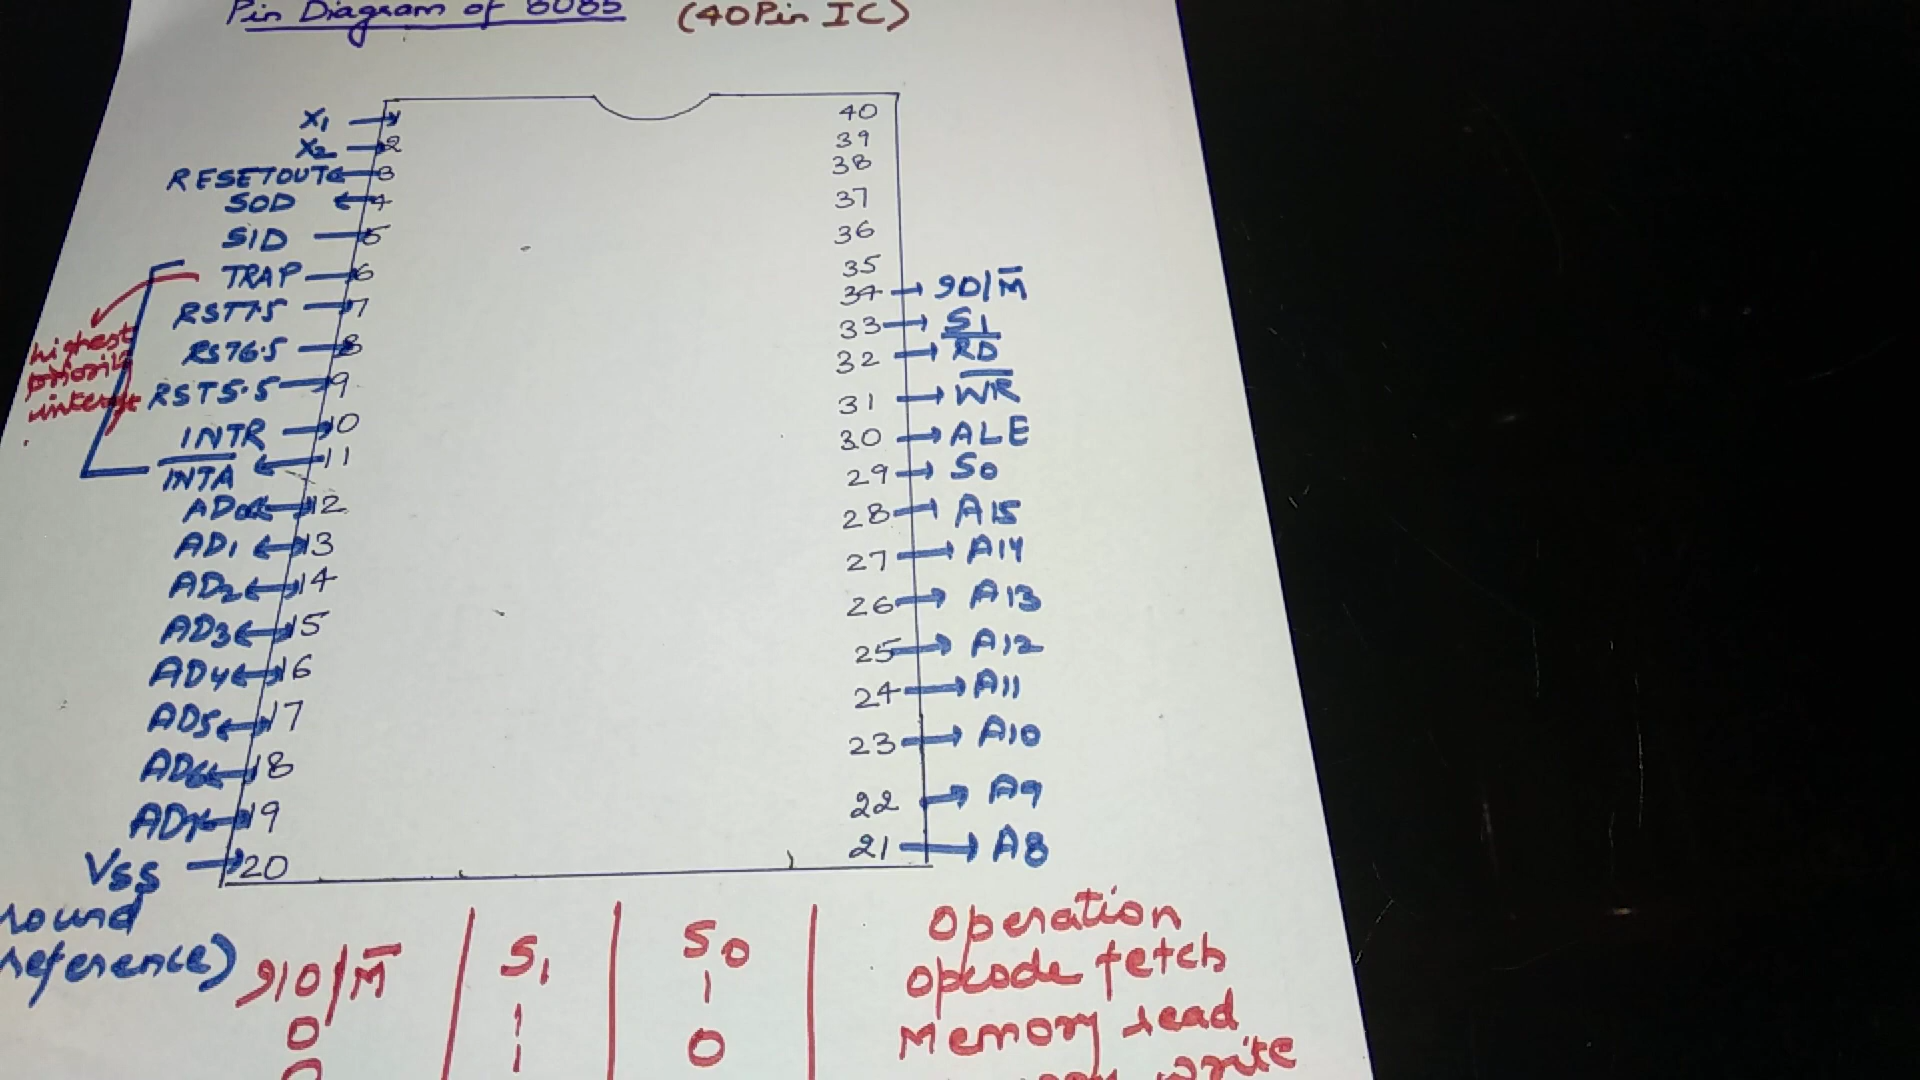 Pin Diagram of 8085 (40 Pin IC)
X1 1
X2 2
RESETOUT 3
SOD 4
SID 5
TRAP 6
RST7.5 7
RST6.5 8
RST5.5 9
INTR 10
INTA 11
AD0 12
AD1 13
AD2 14
AD3 15
AD4 16
AD5 17
AD6 18
AD7 19
Vss 20
highest
priority
40
39
38
37
36
35
34 IO/M
33 S1
32 RD
31 WR
30 ALE
29 S0
28 A15
27 A14
26 A13
25 A12
24 A11
23 A10
22 A9
21 A8
reference)
IO/M S1 S0 Operation
0 1 1 opcode fetch
1 0 Memory read
write